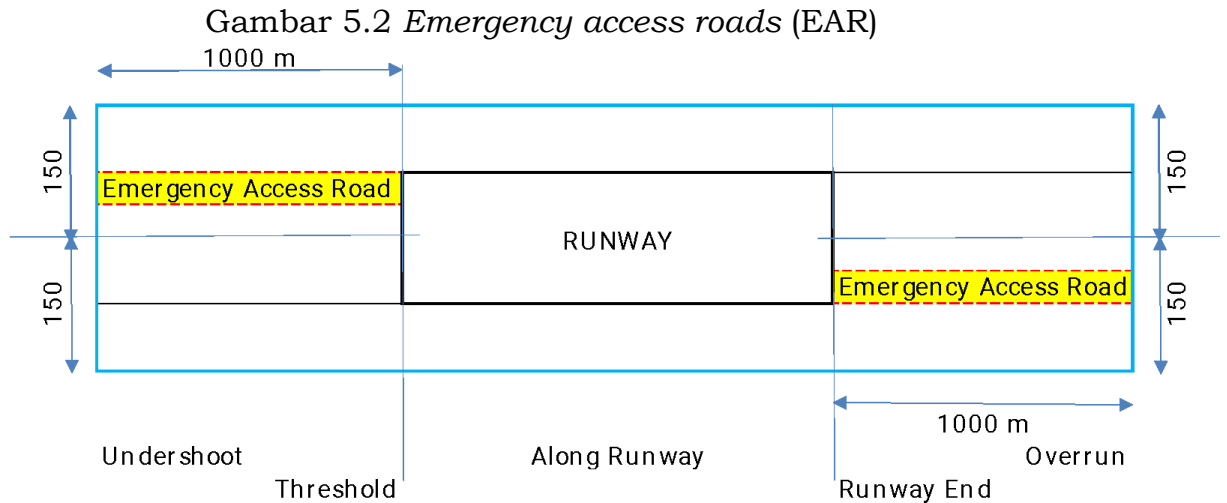 Gambar 5.2 Emergency access roads (EAR)
1000 m
150
150
Emergency Access Road
RUNWAY
150
Emergency Access Road
150
1000 m
Undershoot
Along Runway
Overrun
Threshold
Runway End